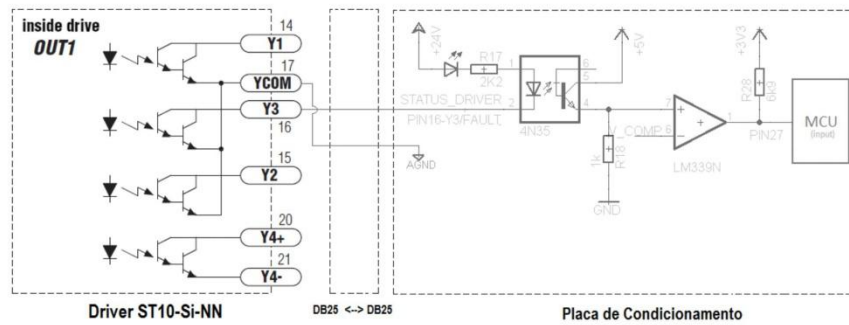 inside drive
OUT1
14
Y1
17
YCOM
Y3
16
15
Y2
20
Y4+
21
Y4-
Driver ST10-Si-NN
DB25 <--> DB25
+24V
R17
2K2
STATUS_DRIVER
PIN16-Y3/FAULT.
AGND
1
2
6
5
4
4N35
+5V
1k
R18
GND
V_COMP
7
6
1
LM339N
+3V3
R28
6k9
PIN27
MCU
(input)
Placa de Condicionamento